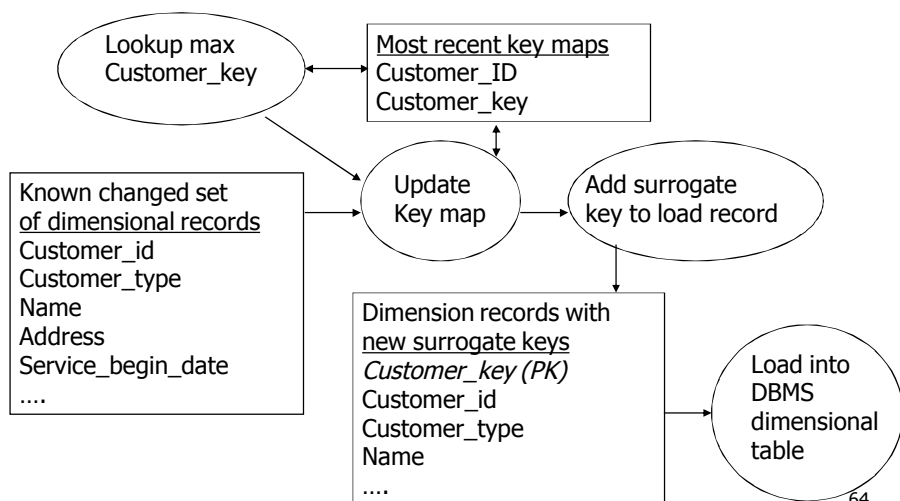 Lookup max
Customer_key
Most recent key maps
Customer_ID
Customer_key
Known changed set
of dimensional records
Customer_id
Customer_type
Name
Address
Service_begin_date
....
Update
Key map
Add surrogate
key to load record
Dimension records with
new surrogate keys
Customer_key (PK)
Customer_id
Customer_type
Name
....
Load into
DBMS
dimensional
table
64